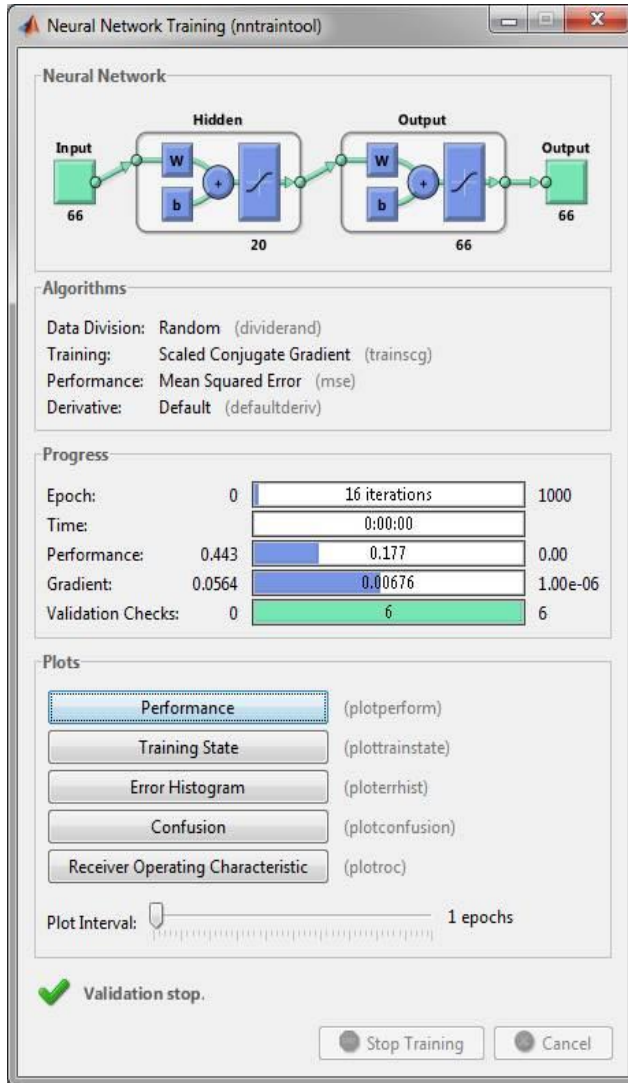 Neural Network Training (nntraintool)
Neural Network
Hidden Output
Input Output
W b + W b +
66 20 66 66
Algorithms
Data Division: Random (dividerand)
Training: Scaled Conjugate Gradient (trainscg)
Performance: Mean Squared Error (mse)
Derivative: Default (defaultderiv)
Progress
Epoch: 0 16 iterations 1000
Time: 0:00:00
Performance: 0.443 0.177 0.00
Gradient: 0.0564 0.00676 1.00e-06
Validation Checks: 0 6 6
Plots
Performance (plotperform)
Training State (plottrainstate)
Error Histogram (ploterrhist)
Confusion (plotconfusion)
Receiver Operating Characteristic (plotroc)
Plot Interval: 1 epochs
Validation stop.
Stop Training Cancel